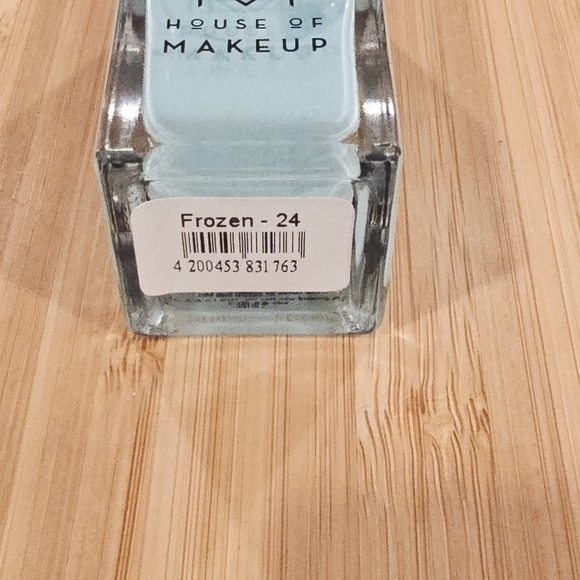 HOUSE OF
MAKEUP
Frozen - 24
4 200453 831763